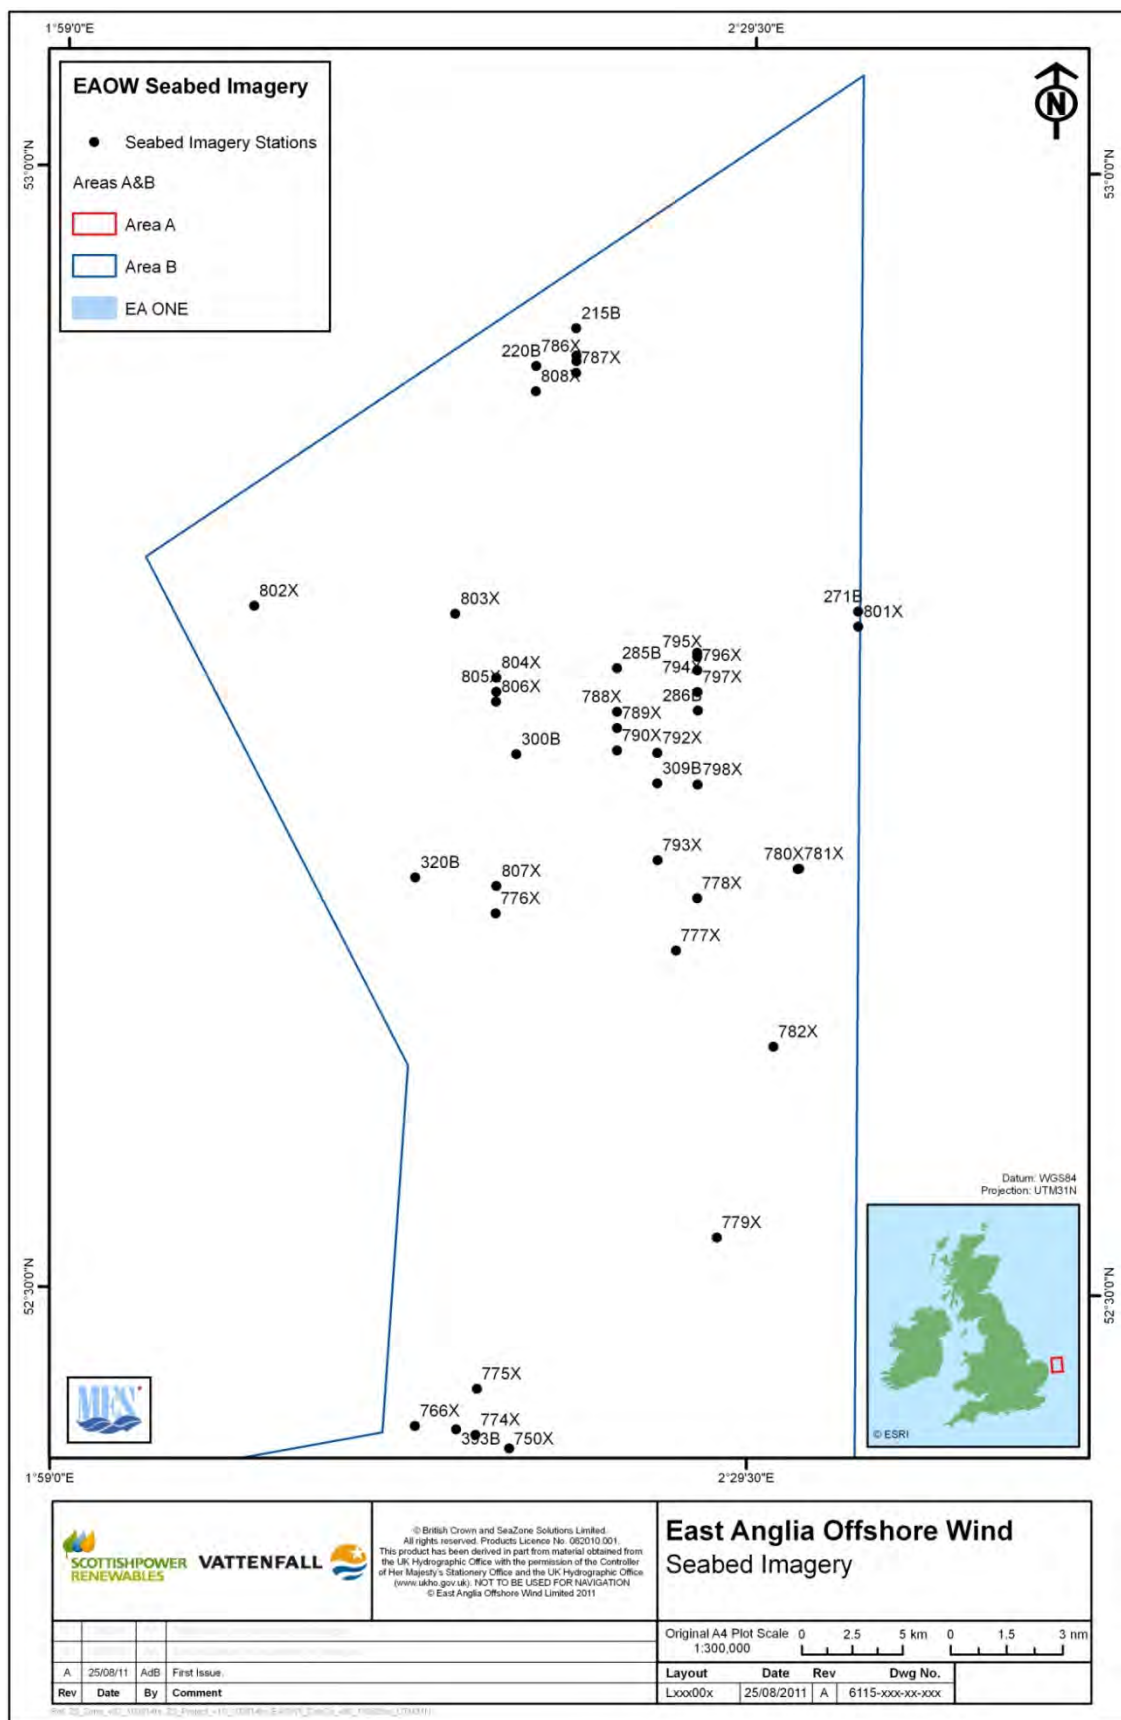 1°59'0"E 2°29'30"E
EAOW Seabed Imagery
Seabed Imagery Stations
Areas A&B
Area A
Area B
EA ONE
N
53°0'0"N 53°0'0"N
215B
220B 786X
787X
808X
802X
803X
271B
801X
795X
796X
285B
794X
804X
805X
797X
806X
286B
788X
789X
790X 792X
300B
309B 798X
793X
780X 781X
320B
807X
778X
776X
777X
782X
Datum: WGS84
Projection: UTM31N
779X
52°30'0"N 52°30'0"N
775X
766X
774X
393B 750X
MES
© ESRI
1°59'0"E 2°29'30"E
SCOTTISHPOWER
RENEWABLES
VATTENFALL
© British Crown and SeaZone Solutions Limited.
All rights reserved. Products Licence No. 062010.001.
This product has been derived in part from material obtained from
the UK Hydrographic Office with the permission of the Controller
of Her Majesty's Stationery Office and the UK Hydrographic Office
(www.ukho.gov.uk). NOT TO BE USED FOR NAVIGATION
© East Anglia Offshore Wind Limited 2011
East Anglia Offshore Wind
Seabed Imagery
Original A4 Plot Scale 0 2.5 5 km 0 1.5 3 nm
1:300,000
A 25/08/11 AdB First Issue.
Rev Date By Comment
Layout Date Rev Dwg No.
Lxxx00x 25/08/2011 A 6115-xxx-xx-xxx